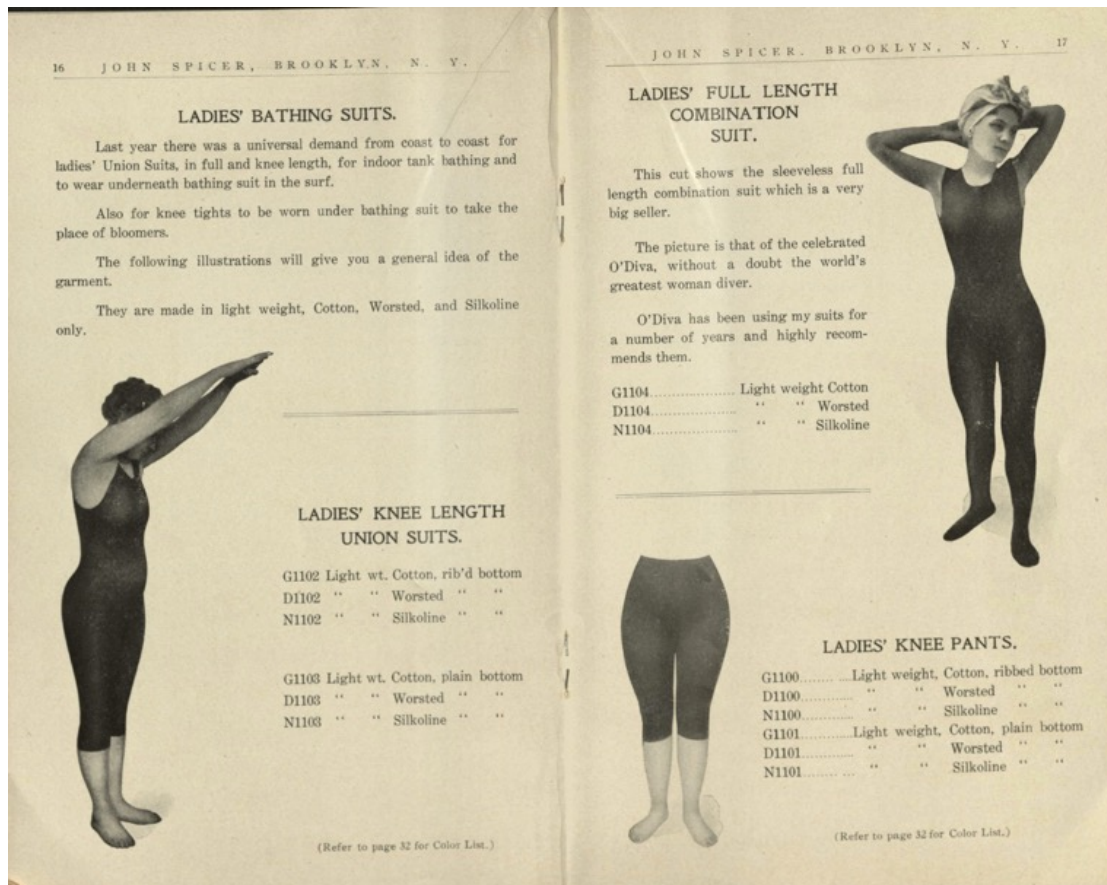 16 JOHN SPICER, BROOKLYN, N. Y.
LADIES' BATHING SUITS.
Last year there was a universal demand from coast to coast for
ladies' Union Suits, in full and knee length, for indoor tank bathing and
to wear underneath bathing suit in the surf.
Also for knee tights to be worn under bathing suit to take the
place of bloomers.
The following illustrations will give you a general idea of the
garment.
They are made in light weight, Cotton, Worsted, and Silkoline
only.
LADIES' KNEE LENGTH
UNION SUITS.
G1102 Light wt. Cotton, rib'd bottom
D1102 " " Worsted " "
N1102 " " Silkoline " "
G1103 Light wt. Cotton, plain bottom
D1103 " " Worsted " "
N1103 " " Silkoline " "
(Refer to page 32 for Color List.)
JOHN SPICER. BROOKLYN, N. Y. 17
LADIES' FULL LENGTH
COMBINATION
SUIT.
This cut shows the sleeveless full
length combination suit which is a very
big seller.
The picture is that of the celebrated
O'Diva, without a doubt the world's
greatest woman diver.
O'Diva has been using my suits for
a number of years and highly recom-
mends them.
G1104.................... Light weight Cotton
D1104.................... " " Worsted
N1104.................... " " Silkoline
LADIES' KNEE PANTS.
G1100............Light weight, Cotton, ribbed bottom
D1100............ " " Worsted " "
N1100............ " " Silkoline " "
G1101............Light weight, Cotton, plain bottom
D1101............ " " Worsted " "
N1101............ " " Silkoline " "
(Refer to page 32 for Color List.)